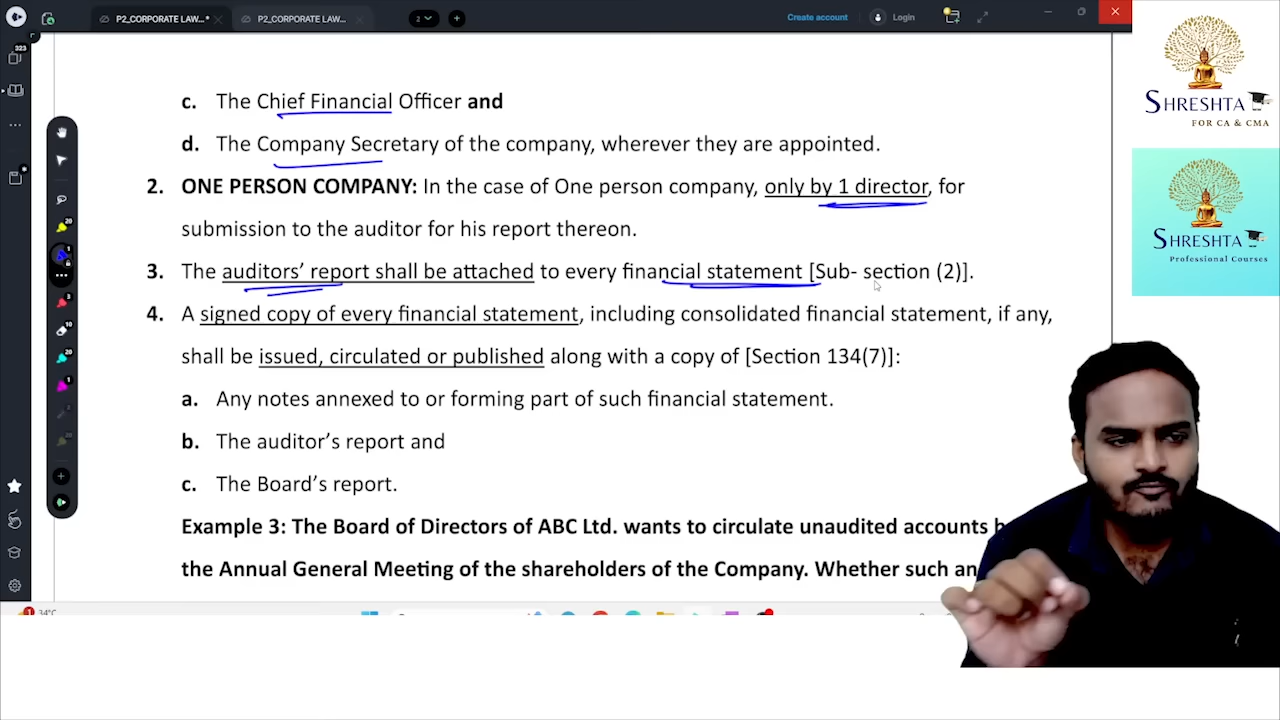 P2_CORPORATE LAW...*
P2_CORPORATE LAW...
2
Create account
Login
323
c. The Chief Financial Officer and
d. The Company Secretary of the company, wherever they are appointed.
2. ONE PERSON COMPANY: In the case of One person company, only by 1 director, for
submission to the auditor for his report thereon.
3. The auditors’ report shall be attached to every financial statement [Sub- section (2)].
4. A signed copy of every financial statement, including consolidated financial statement, if any,
shall be issued, circulated or published along with a copy of [Section 134(7)]:
a. Any notes annexed to or forming part of such financial statement.
b. The auditor’s report and
c. The Board’s report.
Example 3: The Board of Directors of ABC Ltd. wants to circulate unaudited accounts
the Annual General Meeting of the shareholders of the Company. Whether such an
34°C
SHRESHTA
FOR CA & CMA
SHRESHTA
Professional Courses